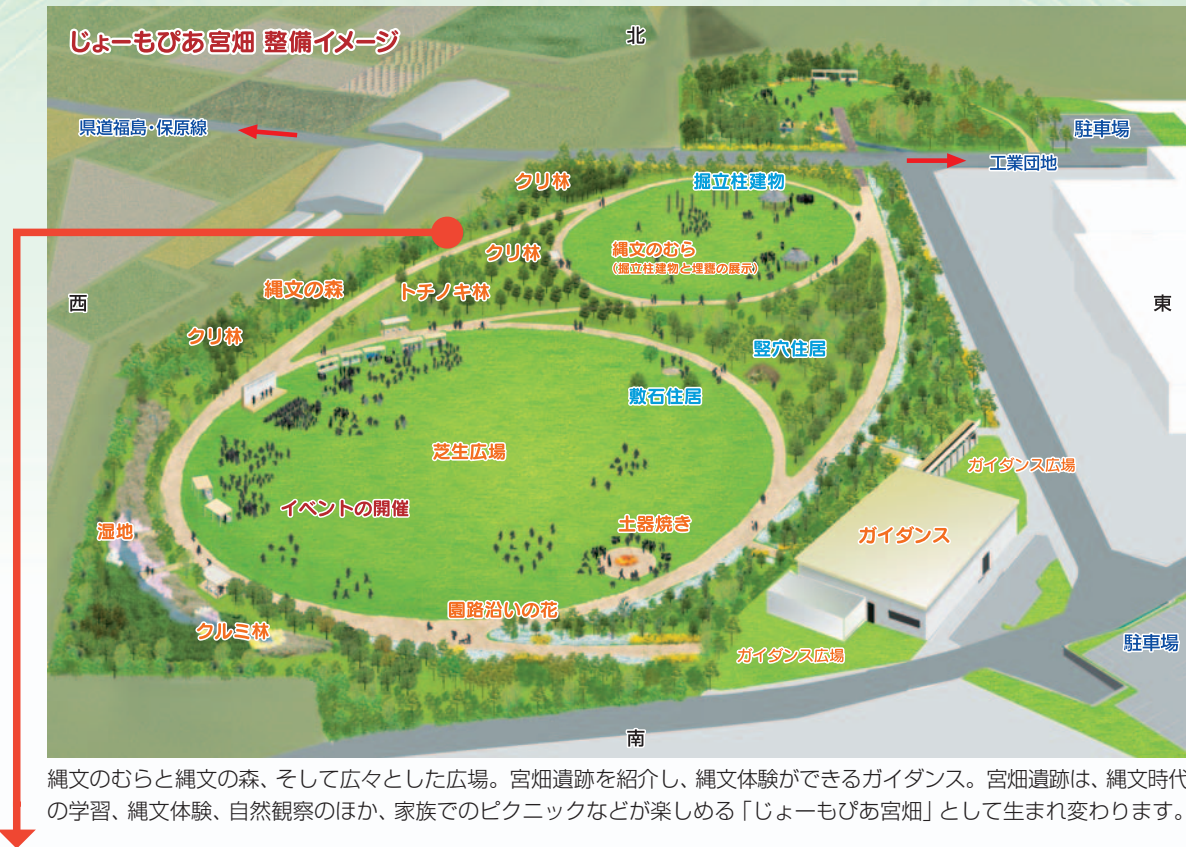 じょーもぴあ宮畑 整備イメージ
北
県道福島・保原線
駐車場
工業団地
クリ林
掘立柱建物
クリ林
縄文のむら
(掘立柱建物と埋甕の展示)
縄文の森
トチノキ林
西
東
クリ林
竪穴住居
敷石住居
芝生広場
ガイダンス広場
イベントの開催
土器焼き
湿地
ガイダンス
園路沿いの花
クルミ林
ガイダンス広場
駐車場
南
縄文のむらと縄文の森、そして広々とした広場。宮畑遺跡を紹介し、縄文体験ができるガイダンス。宮畑遺跡は、縄文時代
の学習、縄文体験、自然観察のほか、家族でのピクニックなどが楽しめる「じょーもぴあ宮畑」として生まれ変わります。